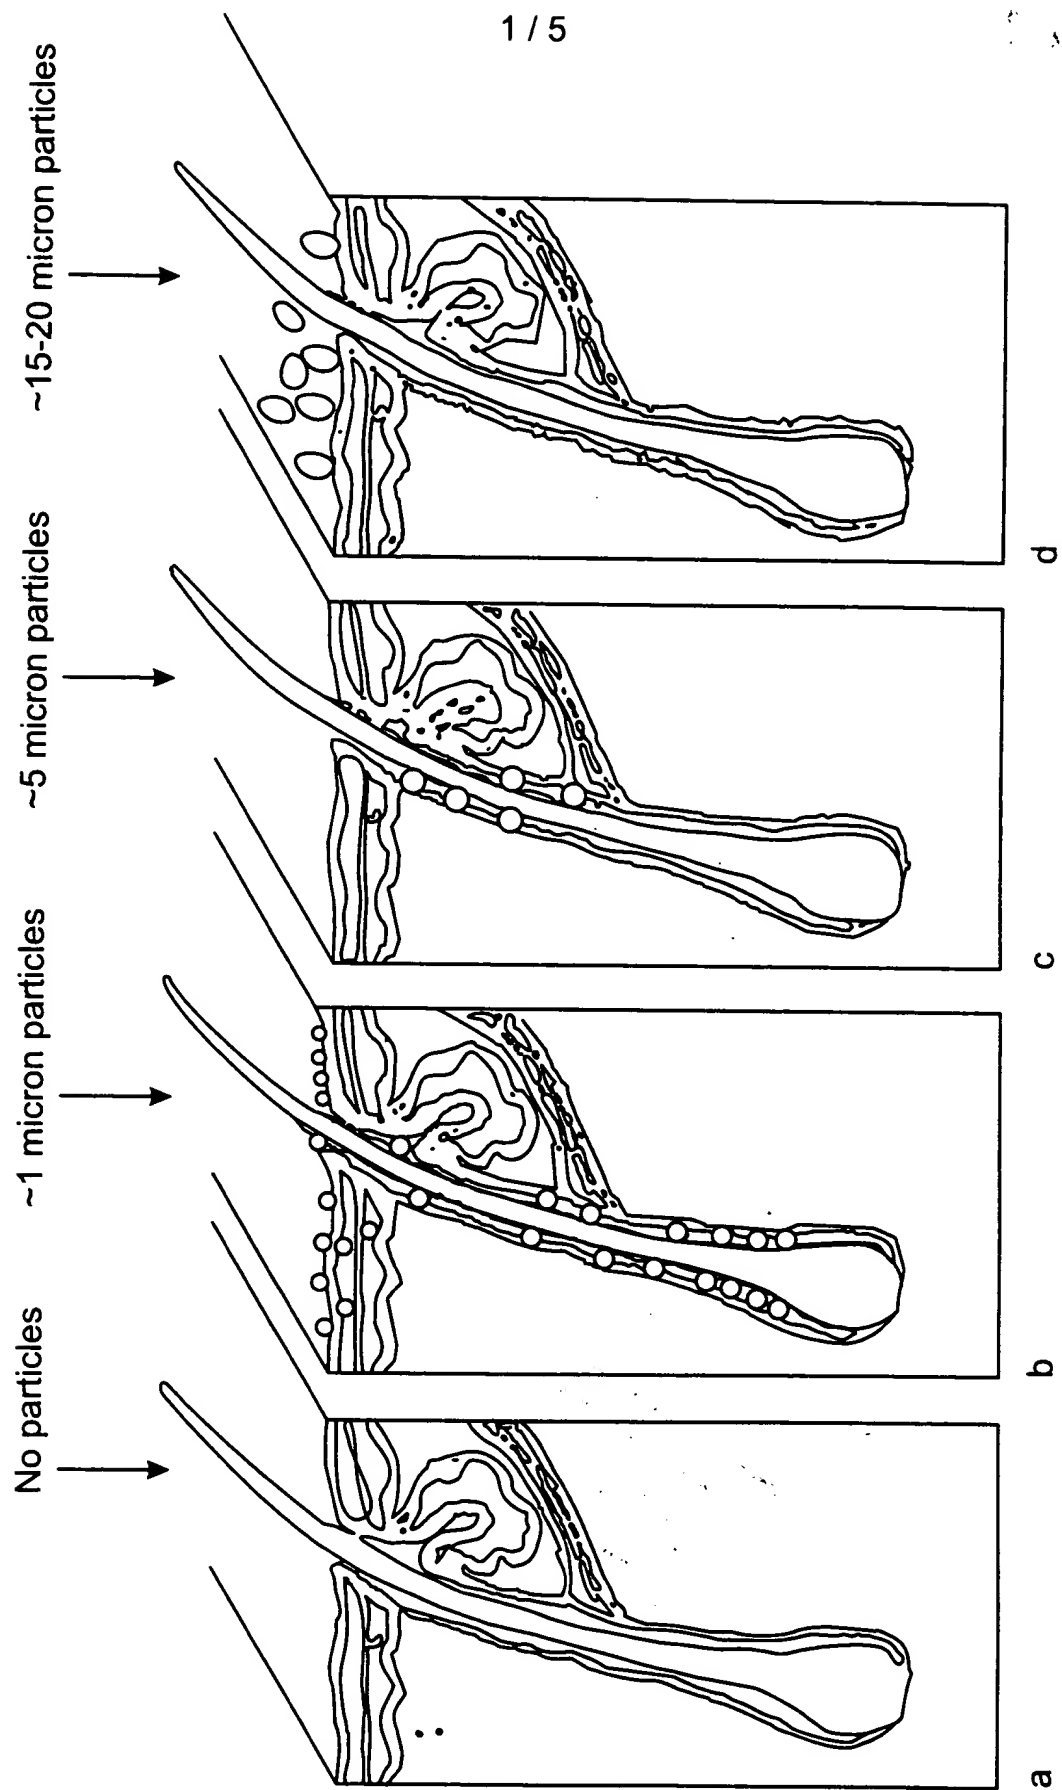 1 / 5
No particles
~1 micron particles
~5 micron particles
~15-20 micron particles
a
b
c
d